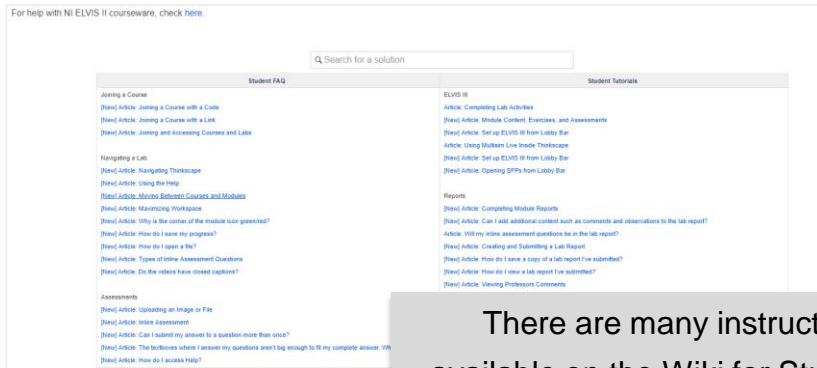 For help with NI ELVIS II courseware, check here.
Search for a solution
Student FAQ
Joining a Course
[New] Article: Joining a Course with a Code
[New] Article: Joining a Course with a Link
[New] Article: Joining and Accessing Courses and Labs
Navigating a Lab
[New] Article: Navigating Thinkscape
[New] Article: Using the Help
[New] Article: Moving Between Courses and Modules
[New] Article: Maximizing Workspace
[New] Article: Why is the corner of the module icon green/red?
[New] Article: How do I save my progress?
[New] Article: How do I open a file?
[New] Article: Types of Inline Assessment Questions
[New] Article: Do the videos have closed captions?
Assessments
[New] Article: Uploading an Image or File
[New] Article: Inline Assessment
[New] Article: Can I submit my answer to a question more than once?
[New] Article: The textboxes where I answer my questions aren't big enough to fill my complete answer.
[New] Article: How do I access Help?
Student Tutorials
ELVIS III
Article: Completing Lab Activities
[New] Article: Module Content, Exercises, and Assessments
[New] Article: Set up ELVIS III from Lobby Bar
Article: Using Multisim Live Inside Thinkscape
[New] Article: Set up ELVIS III from Lobby Bar
[New] Article: Opening SFPs from Lobby Bar
Reports
[New] Article: Completing Module Reports
[New] Article: Can I add additional content such as comments and observations to the lab report?
Article: Will my inline assessment questions be in the lab report?
[New] Article: Creating and Submitting a Lab Report
[New] Article: How do I save a copy of a lab report I've submitted?
[New] Article: How do I view a lab report I've submitted?
[New] Article: Viewing Professors Comments
There are many instruct
available on the Wiki for Stu